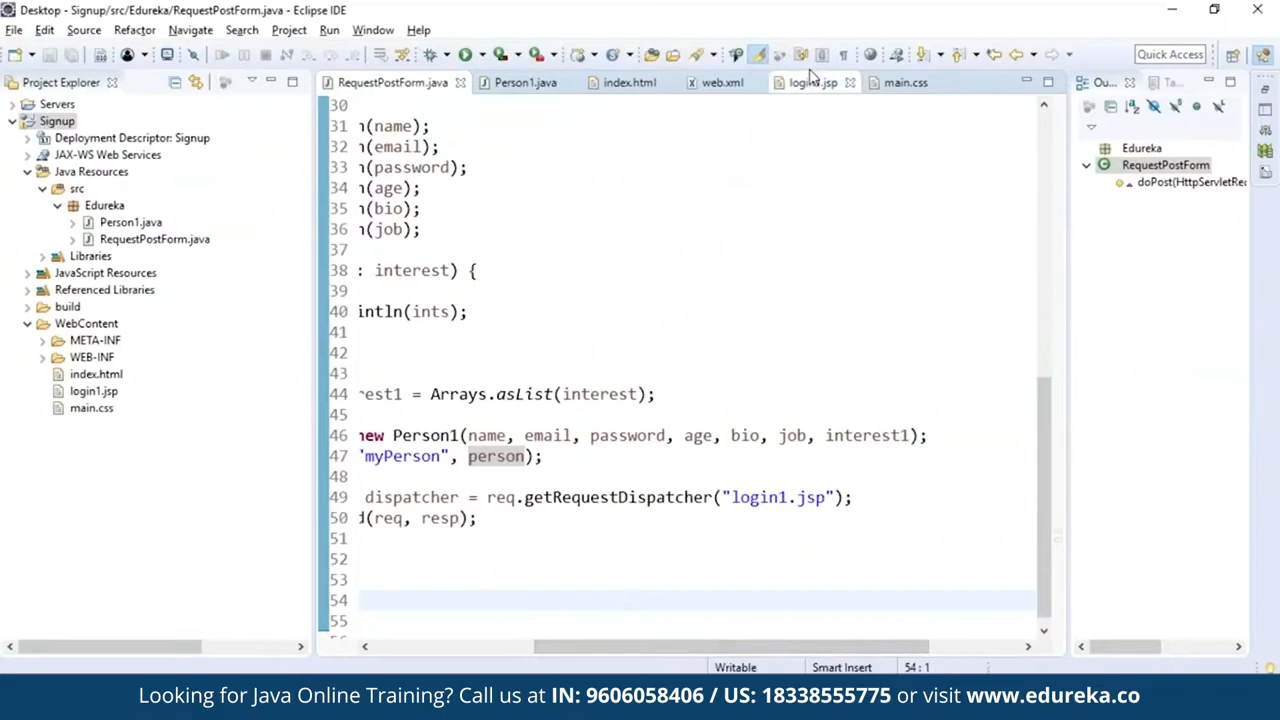 Desktop - Signup/src/Edureka/RequestPostForm.java - Eclipse IDE
File Edit Source Refactor Navigate Search Project Run Window Help
Quick Access
Project Explorer
RequestPostForm.java Person1.java index.html web.xml login1.jsp main.css
Ou... Ta...
Servers
Signup
Deployment Descriptor: Signup
JAX-WS Web Services
Java Resources
src
Edureka
Person1.java
RequestPostForm.java
Libraries
JavaScript Resources
Referenced Libraries
build
WebContent
META-INF
WEB-INF
index.html
login1.jsp
main.css
30
31 n(name);
32 n(email);
33 n(password);
34 n(age);
35 n(bio);
36 n(job);
37
38 : interest) {
39
40 intln(ints);
41
42
43
44 rest1 = Arrays.asList(interest);
45
46 new Person1(name, email, password, age, bio, job, interest1);
47 "myPerson", person);
48
49 dispatcher = req.getRequestDispatcher("login1.jsp");
50 d(req, resp);
51
52
53
54
55
Edureka
RequestPostForm
doPost(HttpServletRec
Writable Smart Insert 54 : 1
Looking for Java Online Training? Call us at IN: 9606058406 / US: 18338555775 or visit www.edureka.co